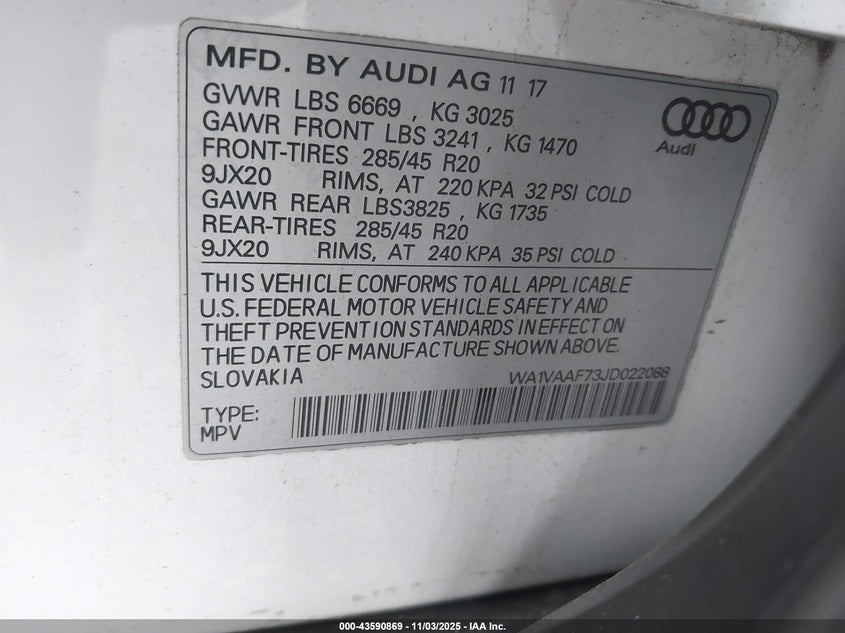 MFD. BY AUDI AG 11 17
GVWR LBS 6669 , KG 3025
GAWR FRONT LBS 3241 , KG 1470
FRONT-TIRES 285/45 R20
9JX20 RIMS, AT 220 KPA 32 PSI COLD
GAWR REAR LBS3825 , KG 1735
REAR-TIRES 285/45 R20
9JX20 RIMS, AT 240 KPA 35 PSI COLD
Audi
THIS VEHICLE CONFORMS TO ALL APPLICABLE
U.S. FEDERAL MOTOR VEHICLE SAFETY AND
THEFT PREVENTION STANDARDS IN EFFECT ON
THE DATE OF MANUFACTURE SHOWN ABOVE.
SLOVAKIA WA1VAAF73JD022088
TYPE:
MPV
000-43590869 - 11/03/2025 - IAA Inc.